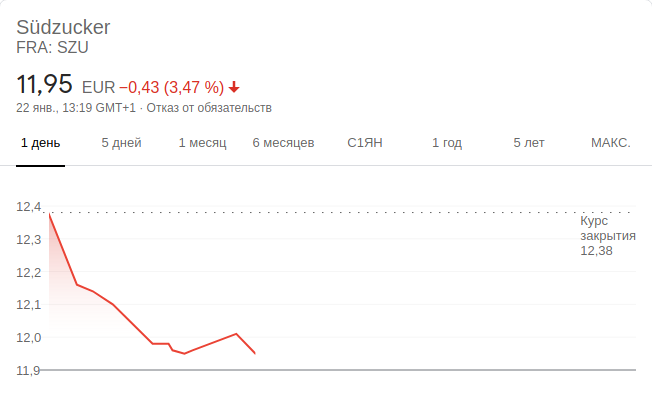 Südzucker
FRA: SZU
11,95 EUR −0,43 (3,47 %)
22 янв., 13:19 GMT+1 · Отказ от обязательств
1 день 5 дней 1 месяц 6 месяцев С1ЯН 1 год 5 лет МАКС.
12,4
Курс
закрытия
12,38
12,3
12,2
12,1
12,0
11,9